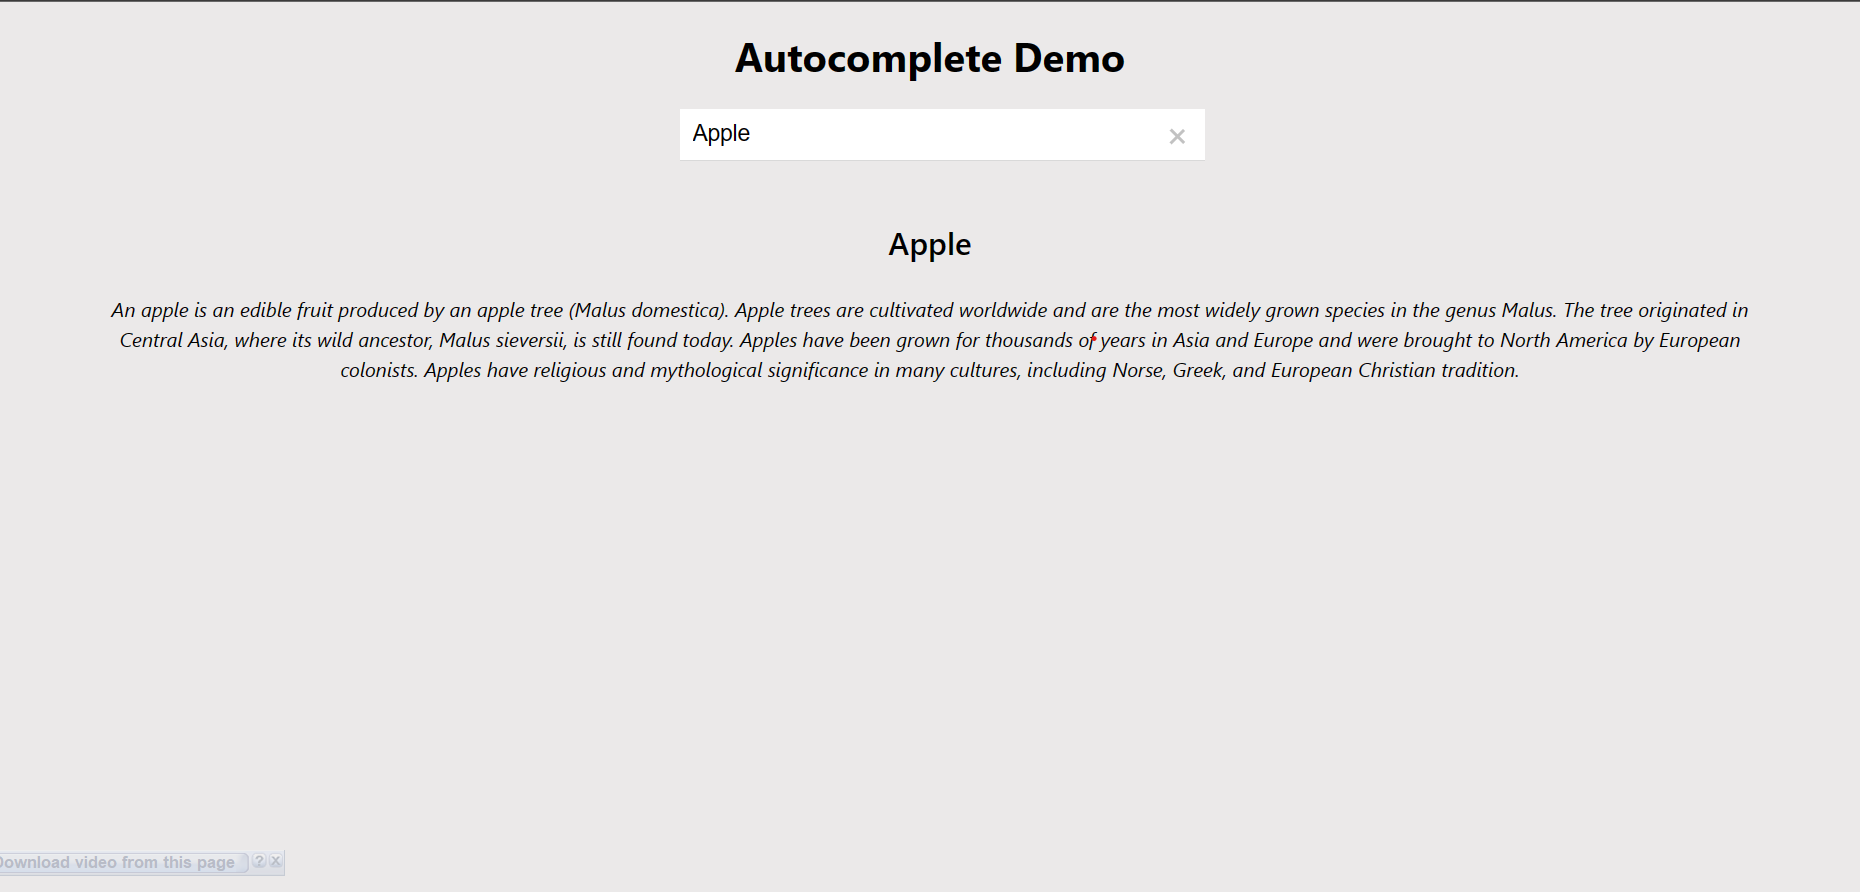 Autocomplete Demo
Apple
Apple
An apple is an edible fruit produced by an apple tree (Malus domestica). Apple trees are cultivated worldwide and are the most widely grown species in the genus Malus. The tree originated in
Central Asia, where its wild ancestor, Malus sieversii, is still found today. Apples have been grown for thousands of years in Asia and Europe and were brought to North America by European
colonists. Apples have religious and mythological significance in many cultures, including Norse, Greek, and European Christian tradition.
Download video from this page ? x